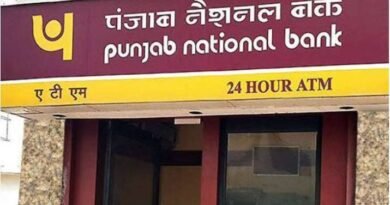 पंजाब नैशनल बैंक
punjab national bank
ए टी एम
24 HOUR ATM